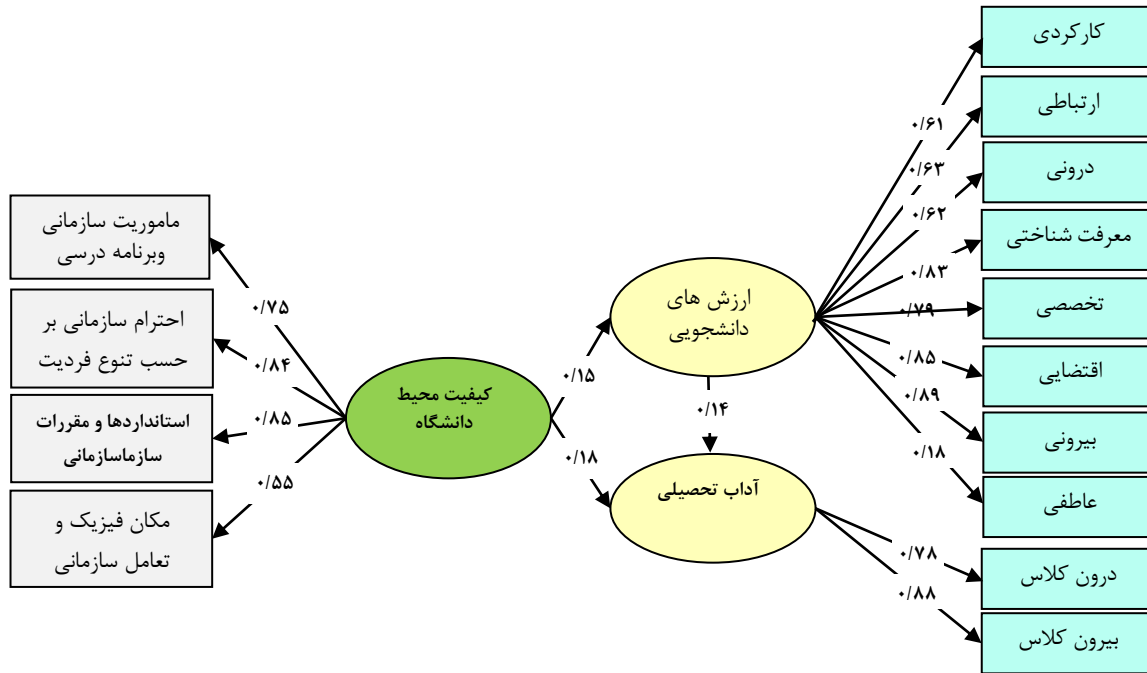 کارکردی
ارتباطی
درونی
معرفت شناختی
تخصصی
اقتضایی
بیرونی
عاطفی
درون کلاس
بیرون کلاس
۰/۶۱
۰/۶۳
۰/۶۲
۰/۸۳
۰/۷۹
۰/۸۵
۰/۸۹
۰/۱۸
۰/۷۸
۰/۸۸
ارزش های
دانشجویی
۰/۱۴
آداب تحصیلی
۰/۱۵
۰/۱۸
کیفیت محیط
دانشگاه
۰/۷۵
۰/۸۴
۰/۸۵
۰/۵۵
ماموریت سازمانی
وبرنامه درسی
احترام سازمانی بر
حسب تنوع فردیت
استانداردها و مقررات
سازماسازمانی
مکان فیزیک و
تعامل سازمانی